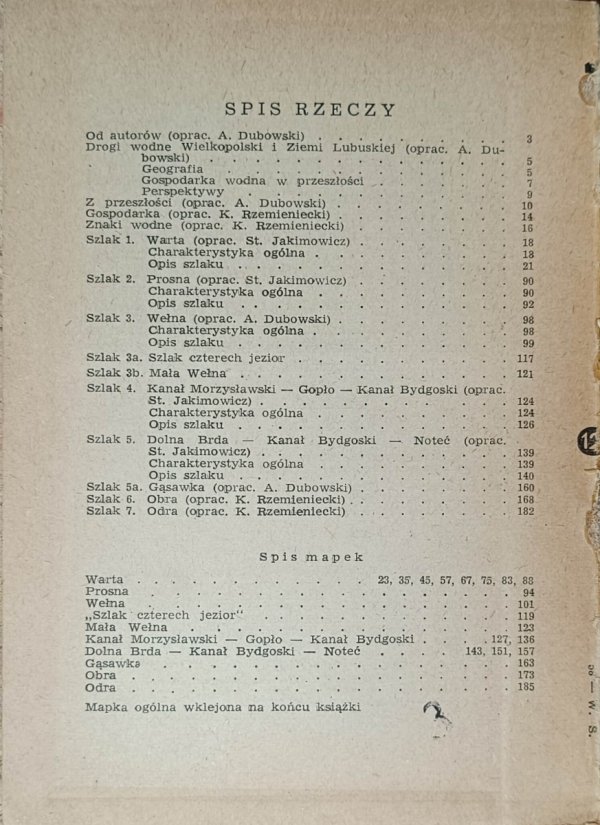 SPIS RZECZY
Od autorów (oprac. A. Dubowski) . . . . . . . . . . 3
Drogi wodne Wielkopolski i Ziemi Lubuskiej (oprac. A. Du-
bowski) . . . . . . . . . . . . . . . . 5
Geografia . . . . . . . . . . . . . . 5
Gospodarka wodna w przeszłości . . . . . . . 7
Perspektywy . . . . . . . . . . . . . 9
Z przeszłości (oprac. A. Dubowski) . . . . . . . . . 10
Gospodarka (oprac. K. Rzemieniecki) . . . . . . . . . 14
Znaki wodne (oprac. K. Rzemieniecki) . . . . . . . . 16
Szlak 1. Warta (oprac. St. Jakimowicz) . . . . . . . . 18
Charakterystyka ogólna . . . . . . . . . . 18
Opis szlaku . . . . . . . . . . . . . 21
Szlak 2. Prosna (oprac. St. Jakimowicz) . . . . . . . . 90
Charakterystyka ogólna . . . . . . . . . . 90
Opis szlaku . . . . . . . . . . . . . 92
Szlak 3. Wełna (oprac. A. Dubowski) . . . . . . . . . 98
Charakterystyka ogólna . . . . . . . . . . 98
Opis szlaku . . . . . . . . . . . . . 99
Szlak 3a. Szlak czterech jezior . . . . . . . . . . 117
Szlak 3b. Mała Wełna . . . . . . . . . . . . . 121
Szlak 4. Kanał Morzysławski — Gopło — Kanał Bydgoski (oprac.
St. Jakimowicz) . . . . . . . . . . . . 124
Charakterystyka ogólna . . . . . . . . . . 124
Opis szlaku . . . . . . . . . . . . . 126
Szlak 5. Dolna Brda — Kanał Bydgoski — Noteć (oprac.
St. Jakimowicz) . . . . . . . . . . . . 139
Charakterystyka ogólna . . . . . . . . . . 139
Opis szlaku . . . . . . . . . . . . . 140
Szlak 5a. Gąsawka (oprac. A. Dubowski) . . . . . . . . 160
Szlak 6. Obra (oprac. K. Rzemieniecki) . . . . . . . . 168
Szlak 7. Odra (oprac. K. Rzemieniecki) . . . . . . . . 182
Spis mapek
Warta . . . . . . . . . . . . 23, 35, 45, 57, 67, 75, 83, 88
Prosna . . . . . . . . . . . . . . . . . . 94
Wełna . . . . . . . . . . . . . . . . . . 101
„Szlak czterech jezior" . . . . . . . . . . . . . 119
Mała Wełna . . . . . . . . . . . . . . . . 123
Kanał Morzysławski — Gopło — Kanał Bydgoski . . . . 127, 136
Dolna Brda — Kanał Bydgoski — Noteć . . . . 143, 151, 157
Gąsawka . . . . . . . . . . . . . . . . . 163
Obra . . . . . . . . . . . . . . . . . . . 173
Odra . . . . . . . . . . . . . . . . . . . 185
Mapka ogólna wklejona na końcu książki